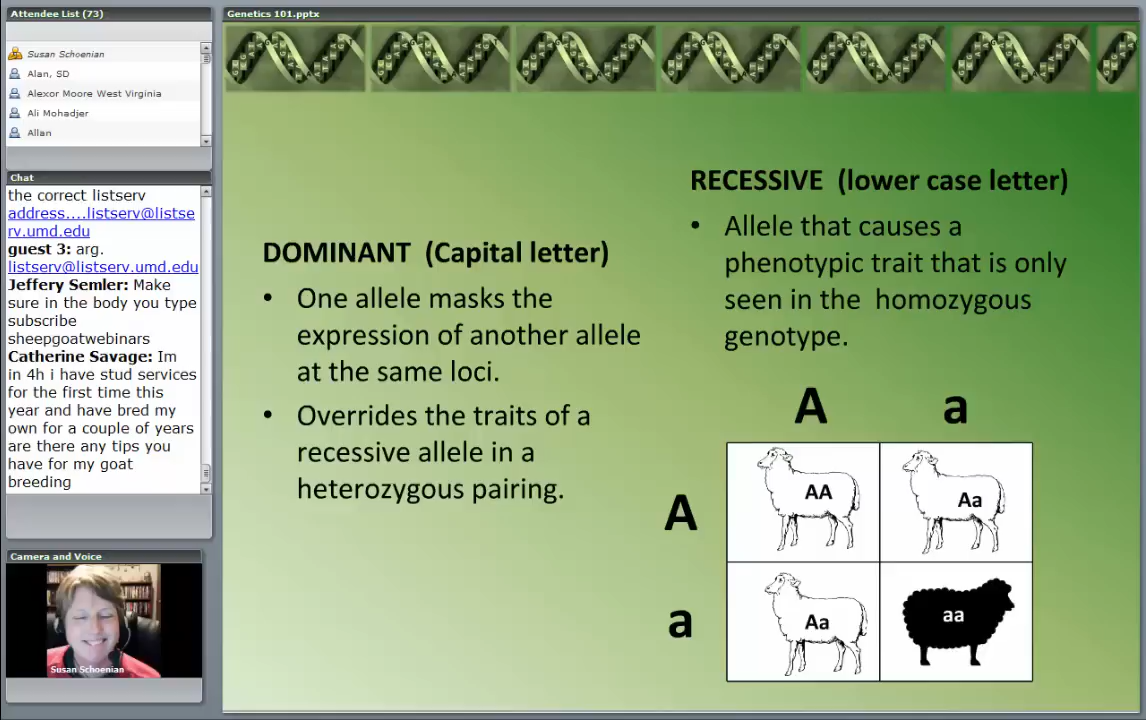 Attendee List (73)
Susan Schoenian
Alan, SD
Alexor Moore West Virginia
Ali Mohadjer
Allan
Chat
the correct listserv
address....listserv@listse
rv.umd.edu
guest 3: arg.
listserv@listserv.umd.edu
Jeffery Semler: Make
sure in the body you type
subscribe
sheepgoatwebinars
Catherine Savage: Im
in 4h i have stud services
for the first time this
year and have bred my
own for a couple of years
are there any tips you
have for my goat
breeding
Camera and Voice
Susan Schoenian
Genetics 101.pptx
DOMINANT (Capital letter)
• One allele masks the
expression of another allele
at the same loci.
• Overrides the traits of a
recessive allele in a
heterozygous pairing.
RECESSIVE (lower case letter)
• Allele that causes a
phenotypic trait that is only
seen in the homozygous
genotype.
A a
A AA Aa
a Aa aa